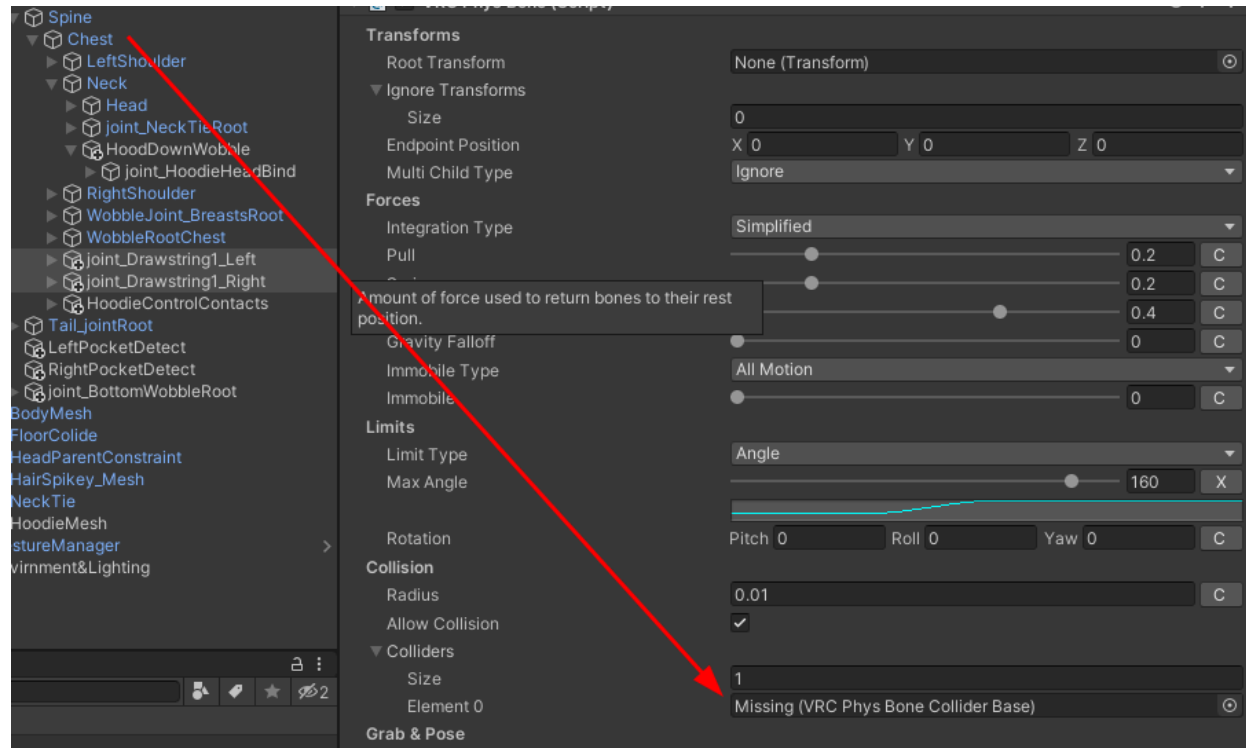 Spine
Chest
LeftShoulder
Neck
Head
joint_NeckTieRoot
HoodDownWobble
joint_HoodieHeadBind
RightShoulder
WobbleJoint_BreastsRoot
WobbleRootChest
joint_Drawstring1_Left
joint_Drawstring1_Right
HoodieControlContacts
Tail_jointRoot
LeftPocketDetect
RightPocketDetect
joint_BottomWobbleRoot
BodyMesh
FloorColide
HeadParentConstraint
HairSpikey_Mesh
NeckTie
HoodieMesh
stureManager
virnment&Lighting
2
Transforms
Root Transform None (Transform)
Ignore Transforms
Size 0
Endpoint Position X 0 Y 0 Z 0
Multi Child Type Ignore
Forces
Integration Type Simplified
Pull 0.2 C
0.2 C
Amount of force used to return bones to their rest
position.
0.4 C
Gravity Falloff 0 C
Immobile Type All Motion
Immobile 0 C
Limits
Limit Type Angle
Max Angle 160 X
Rotation Pitch 0 Roll 0 Yaw 0 C
Collision
Radius 0.01 C
Allow Collision
Colliders
Size 1
Element 0 Missing (VRC Phys Bone Collider Base)
Grab & Pose